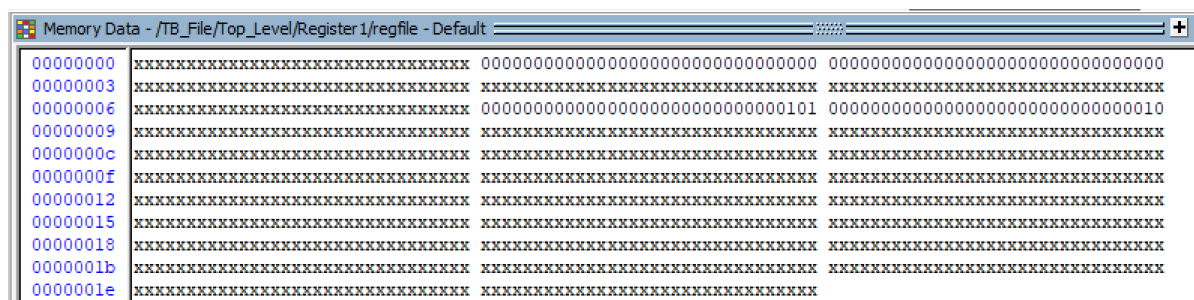 Memory Data - /TB_File/Top_Level/Register1/regfile - Default
00000000 xxxxxxxxxxxxxxxxxxxxxxxxxxxxxxxx 00000000000000000000000000000000 00000000000000000000000000000000
00000003 xxxxxxxxxxxxxxxxxxxxxxxxxxxxxxxx xxxxxxxxxxxxxxxxxxxxxxxxxxxxxxxx xxxxxxxxxxxxxxxxxxxxxxxxxxxxxxxx
00000006 xxxxxxxxxxxxxxxxxxxxxxxxxxxxxxxx 00000000000000000000000000000101 00000000000000000000000000000010
00000009 xxxxxxxxxxxxxxxxxxxxxxxxxxxxxxxx xxxxxxxxxxxxxxxxxxxxxxxxxxxxxxxx xxxxxxxxxxxxxxxxxxxxxxxxxxxxxxxx
0000000c xxxxxxxxxxxxxxxxxxxxxxxxxxxxxxxx xxxxxxxxxxxxxxxxxxxxxxxxxxxxxxxx xxxxxxxxxxxxxxxxxxxxxxxxxxxxxxxx
0000000f xxxxxxxxxxxxxxxxxxxxxxxxxxxxxxxx xxxxxxxxxxxxxxxxxxxxxxxxxxxxxxxx xxxxxxxxxxxxxxxxxxxxxxxxxxxxxxxx
00000012 xxxxxxxxxxxxxxxxxxxxxxxxxxxxxxxx xxxxxxxxxxxxxxxxxxxxxxxxxxxxxxxx xxxxxxxxxxxxxxxxxxxxxxxxxxxxxxxx
00000015 xxxxxxxxxxxxxxxxxxxxxxxxxxxxxxxx xxxxxxxxxxxxxxxxxxxxxxxxxxxxxxxx xxxxxxxxxxxxxxxxxxxxxxxxxxxxxxxx
00000018 xxxxxxxxxxxxxxxxxxxxxxxxxxxxxxxx xxxxxxxxxxxxxxxxxxxxxxxxxxxxxxxx xxxxxxxxxxxxxxxxxxxxxxxxxxxxxxxx
0000001b xxxxxxxxxxxxxxxxxxxxxxxxxxxxxxxx xxxxxxxxxxxxxxxxxxxxxxxxxxxxxxxx xxxxxxxxxxxxxxxxxxxxxxxxxxxxxxxx
0000001e xxxxxxxxxxxxxxxxxxxxxxxxxxxxxxxx xxxxxxxxxxxxxxxxxxxxxxxxxxxxxxxx